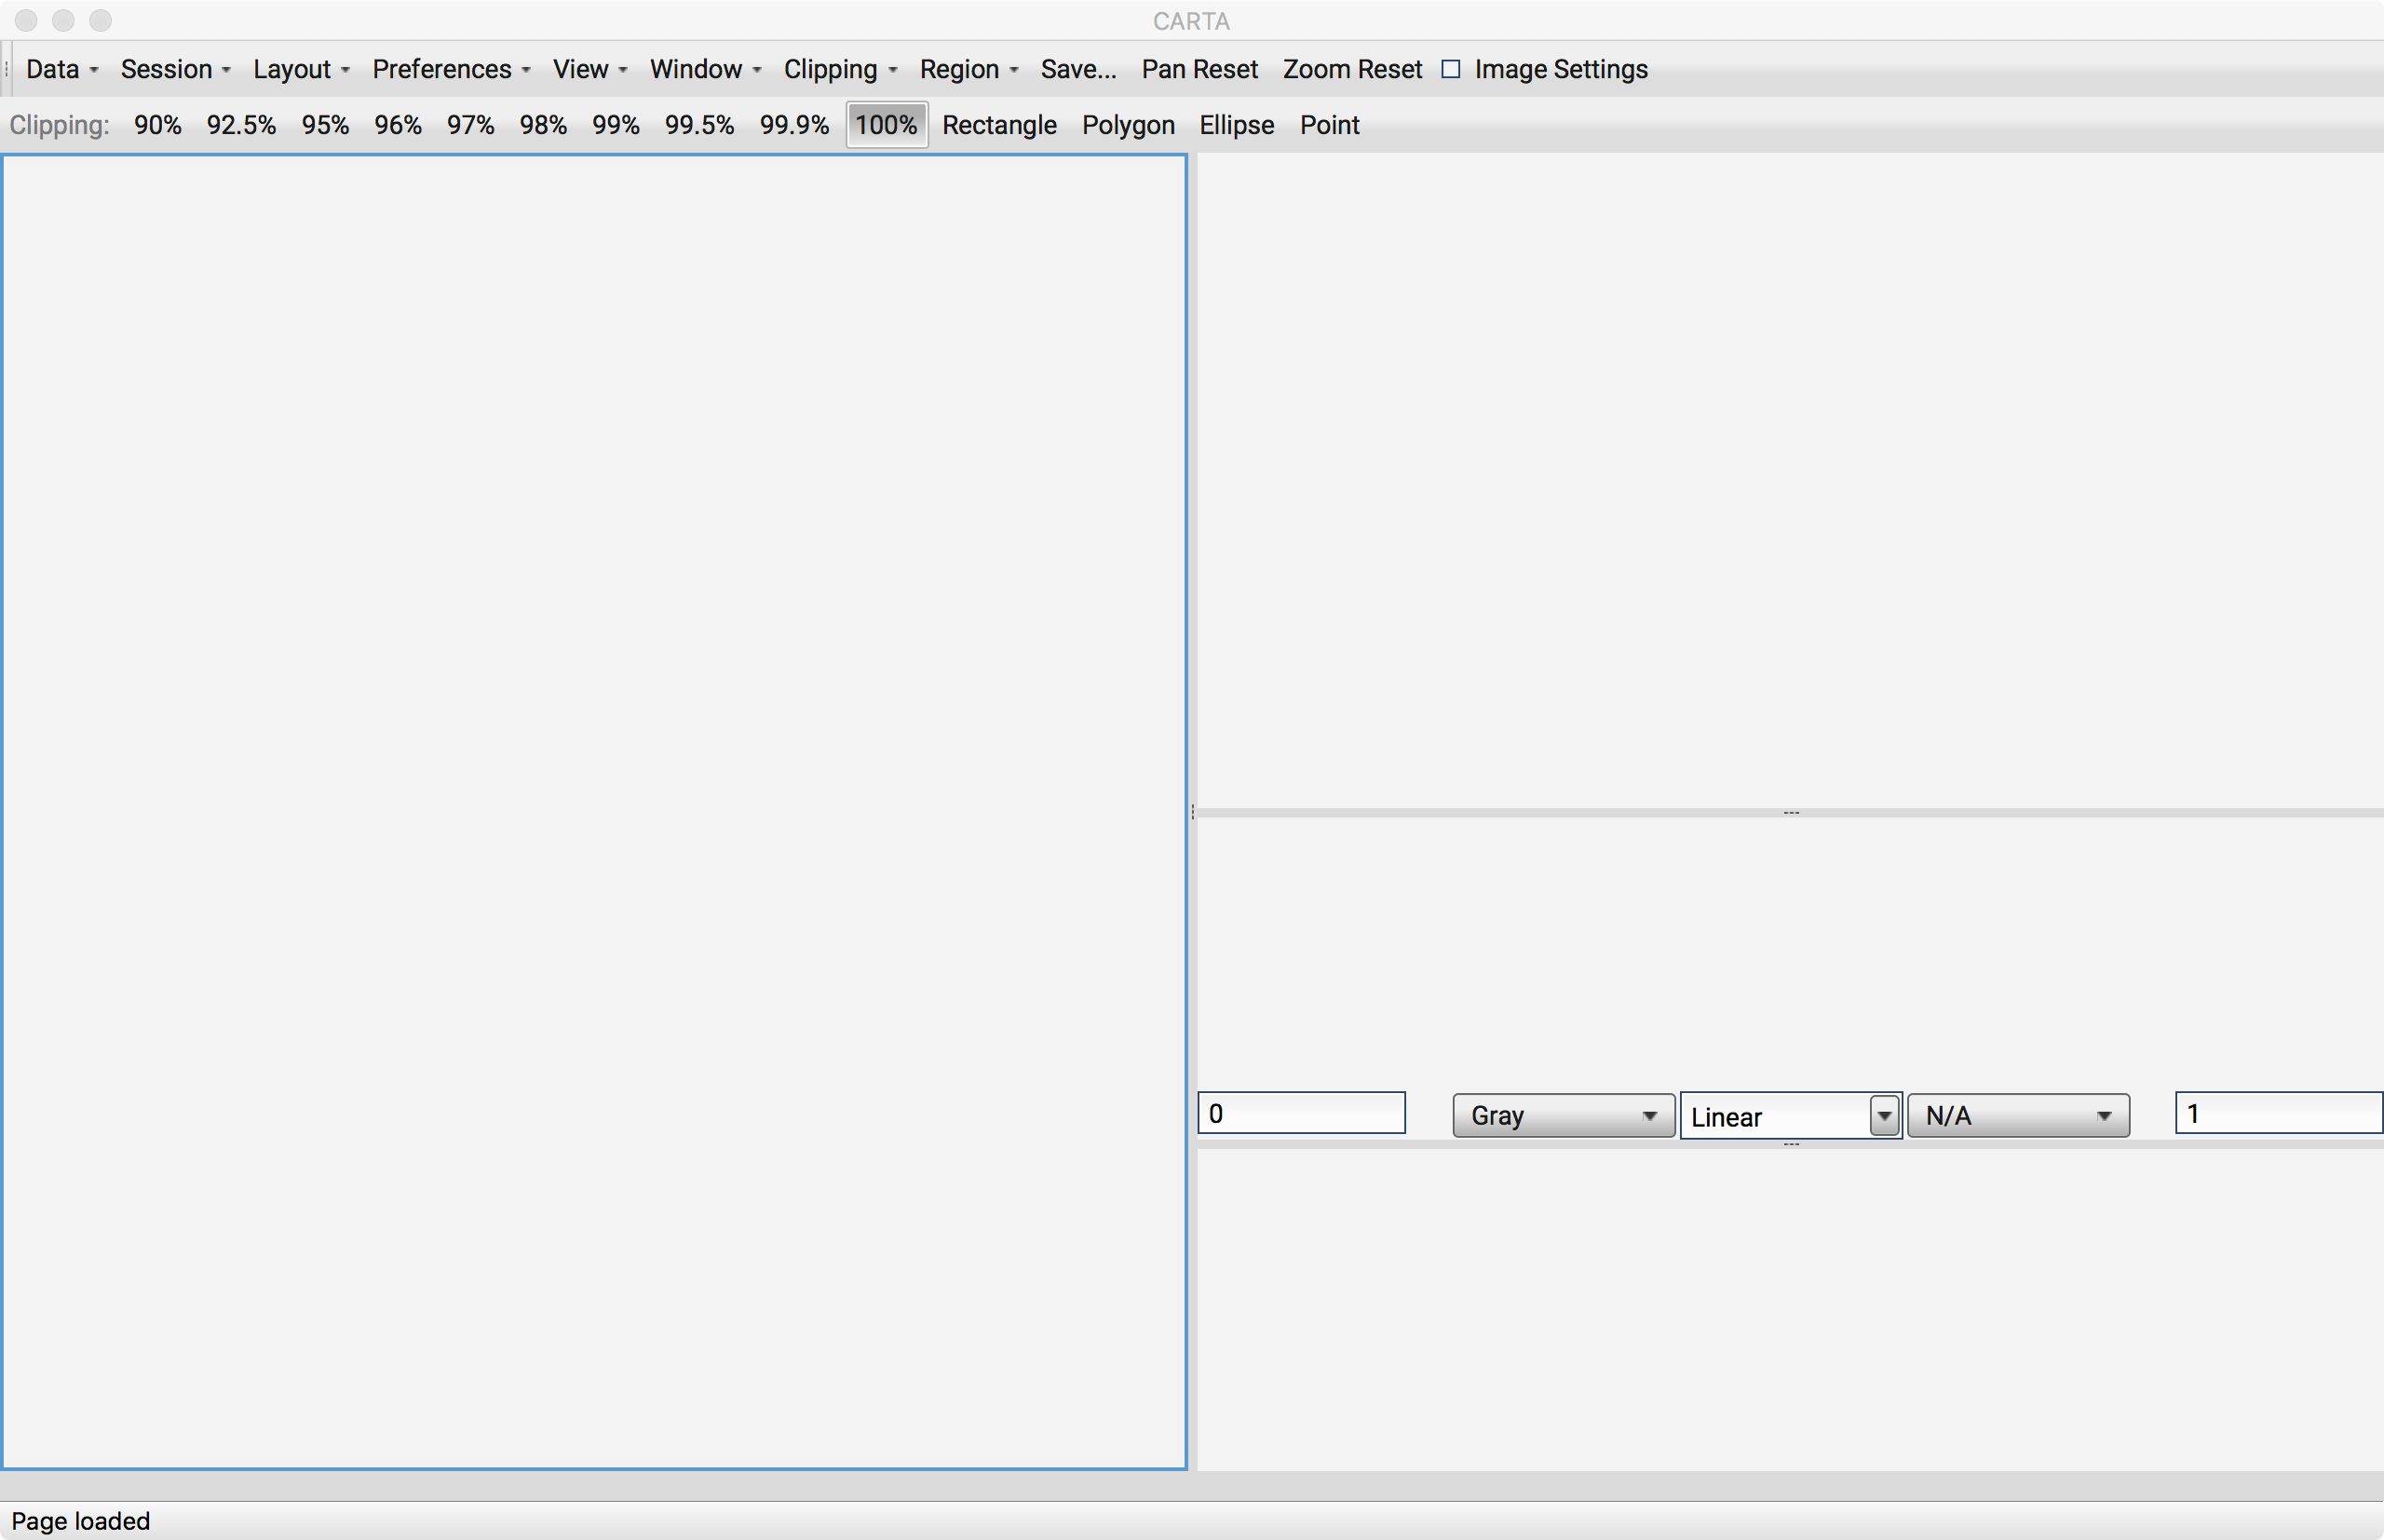 CARTA
Data Session Layout Preferences View Window Clipping Region Save... Pan Reset Zoom Reset Image Settings
Clipping: 90% 92.5% 95% 96% 97% 98% 99% 99.5% 99.9% 100% Rectangle Polygon Ellipse Point
0 Gray Linear N/A 1
Page loaded